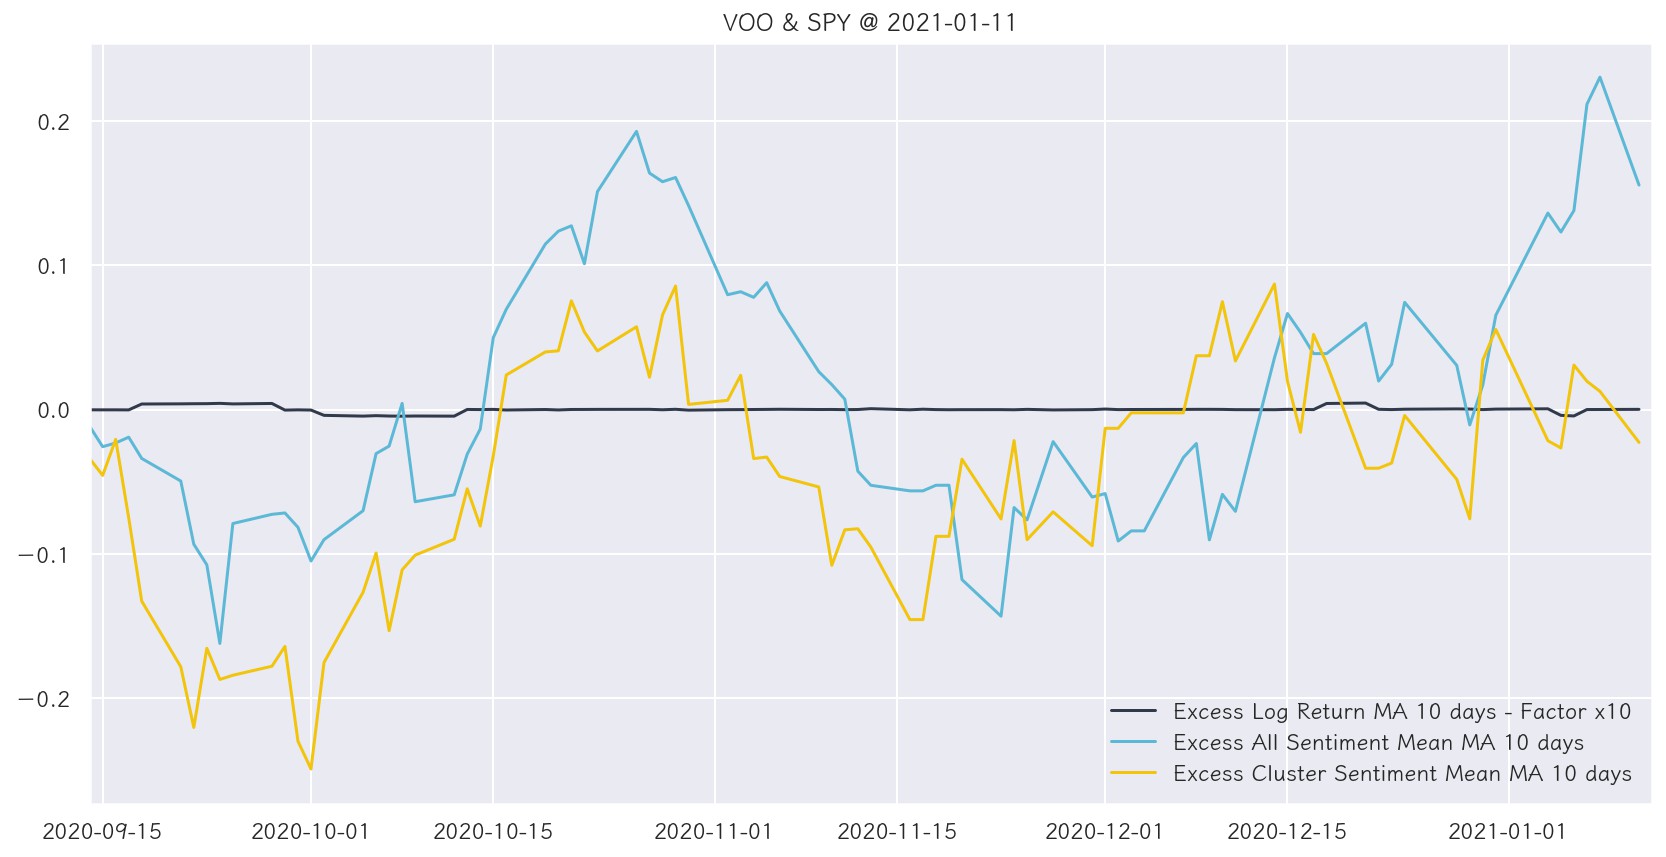 VOO & SPY @ 2021-01-11
0.2
0.1
0.0
−0.1
−0.2
Excess Log Return MA 10 days - Factor x10
Excess All Sentiment Mean MA 10 days
Excess Cluster Sentiment Mean MA 10 days
2020-09-15 2020-10-01 2020-10-15 2020-11-01 2020-11-15 2020-12-01 2020-12-15 2021-01-01